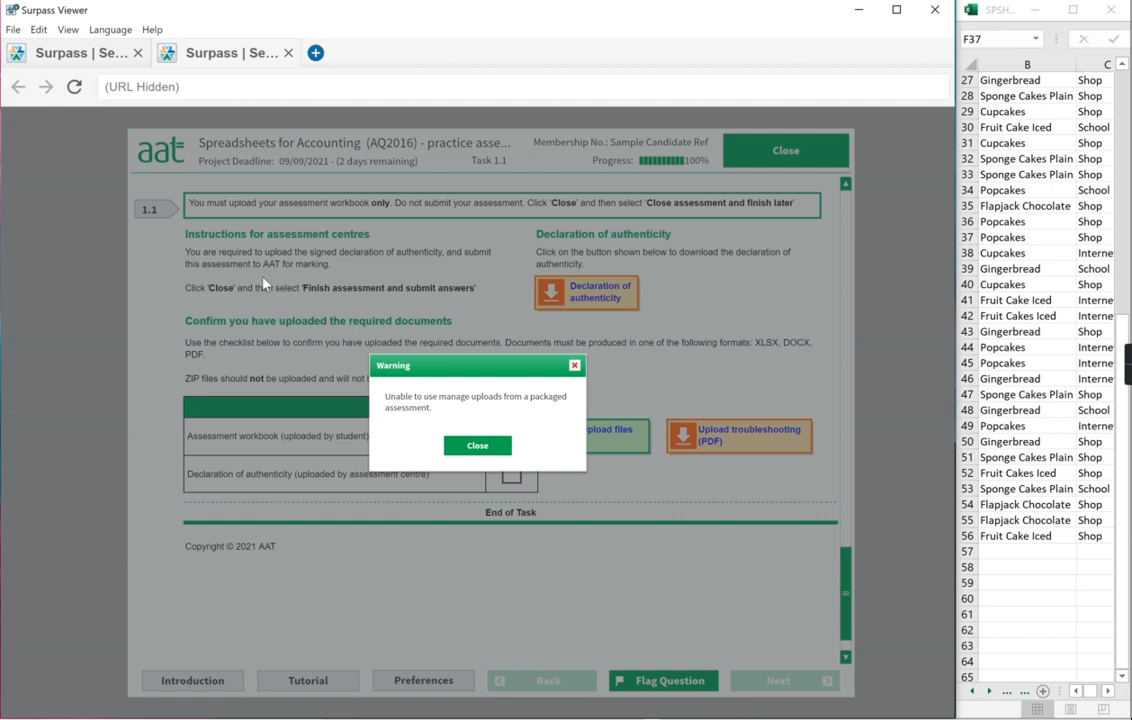 Surpass Viewer
File Edit View Language Help
Surpass | Se... Surpass | Se...
(URL Hidden)
aat Spreadsheets for Accounting (AQ2016) - practice asse... Membership No.: Sample Candidate Ref Close
Project Deadline: 09/09/2021 - (2 days remaining) Task 1.1 Progress: 100%
1.1 You must upload your assessment workbook only. Do not submit your assessment. Click 'Close' and then select 'Close assessment and finish later'
Instructions for assessment centres
You are required to upload the signed declaration of authenticity, and submit
this assessment to AAT for marking.
Click 'Close' and then select 'Finish assessment and submit answers'
Declaration of authenticity
Click on the button shown below to download the declaration of
authenticity.
Declaration of
authenticity
Confirm you have uploaded the required documents
Use the checklist below to confirm you have uploaded the required documents. Documents must be produced in one of the following formats: XLSX, DOCX,
PDF.
ZIP files should not be uploaded and will not
Warning
Unable to use manage uploads from a packaged
assessment.
Close
Assessment workbook (uploaded by student)
Declaration of authenticity (uploaded by assessment centre)
files
Upload troubleshooting
(PDF)
End of Task
Copyright © 2021 AAT
Introduction Tutorial Preferences Back Flag Question Next
SPSH...
F37
B C
27 Gingerbread Shop
28 Sponge Cakes Plain Shop
29 Cupcakes Shop
30 Fruit Cake Iced School
31 Cupcakes Shop
32 Sponge Cakes Plain Shop
33 Sponge Cakes Plain Shop
34 Popcakes School
35 Flapjack Chocolate Shop
36 Popcakes Shop
37 Popcakes Shop
38 Cupcakes Interne
39 Gingerbread School
40 Cupcakes Shop
41 Fruit Cake Iced Interne
42 Fruit Cakes Iced Interne
43 Gingerbread Shop
44 Popcakes Interne
45 Popcakes Interne
46 Gingerbread Interne
47 Sponge Cakes Plain Shop
48 Gingerbread School
49 Popcakes Interne
50 Gingerbread Shop
51 Sponge Cakes Plain Shop
52 Fruit Cakes Iced Shop
53 Sponge Cakes Plain School
54 Flapjack Chocolate Shop
55 Flapjack Chocolate Shop
56 Fruit Cake Iced Shop
57
58
59
60
61
62
63
64
65
... ...